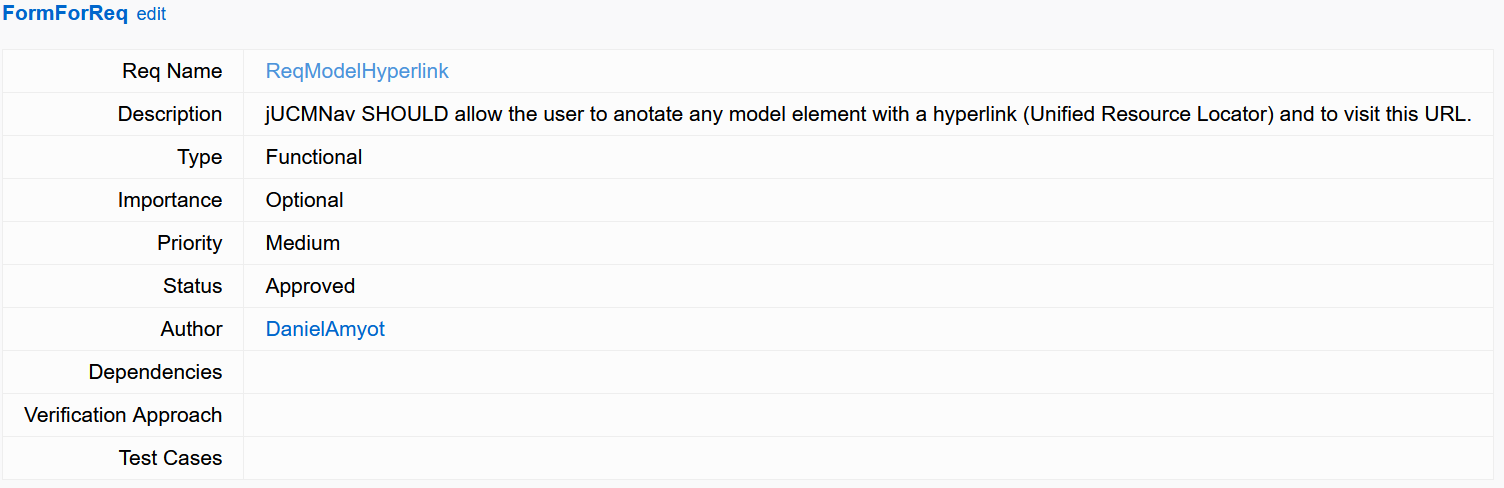 FormForReq edit
Req Name ReqModelHyperlink
Description jUCMNav SHOULD allow the user to anotate any model element with a hyperlink (Unified Resource Locator) and to visit this URL.
Type Functional
Importance Optional
Priority Medium
Status Approved
Author DanielAmyot
Dependencies
Verification Approach
Test Cases